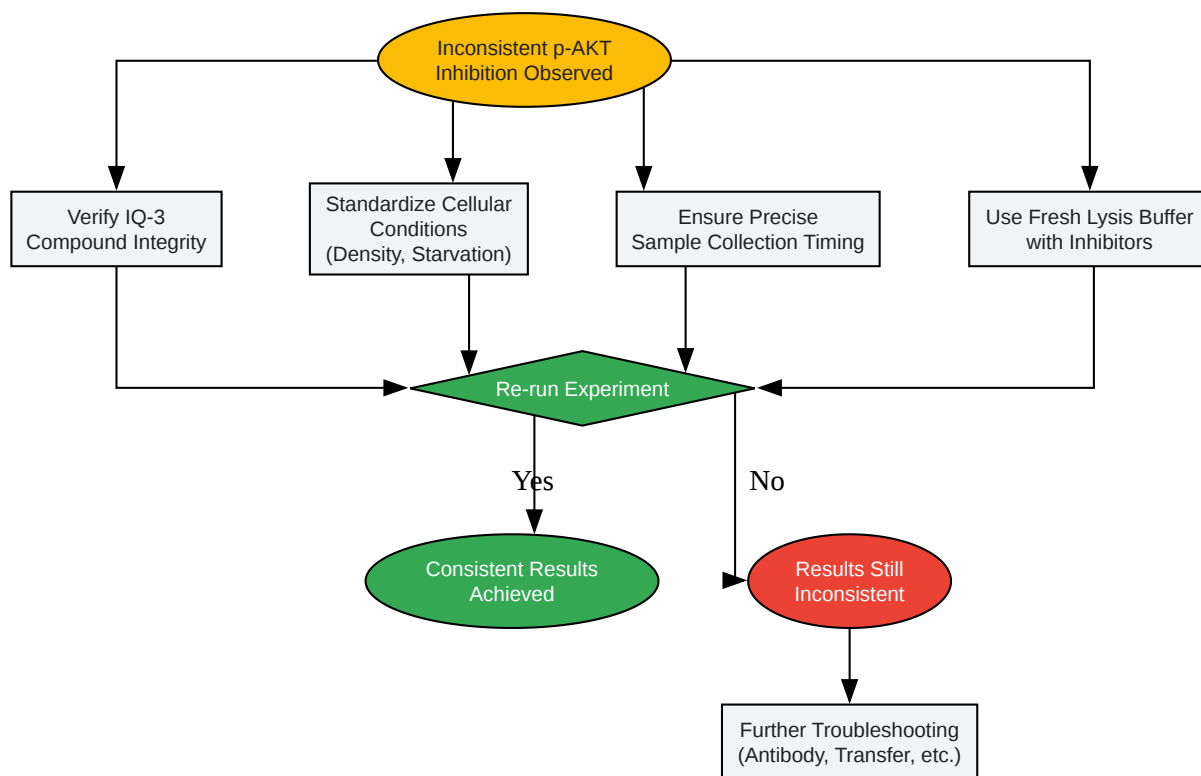 Inconsistent p-AKT
Inhibition Observed
Verify IQ-3
Compound Integrity
Standardize Cellular
Conditions
(Density, Starvation)
Ensure Precise
Sample Collection Timing
Use Fresh Lysis Buffer
with Inhibitors
Re-run Experiment
Yes
No
Consistent Results
Achieved
Results Still
Inconsistent
Further Troubleshooting
(Antibody, Transfer, etc.)